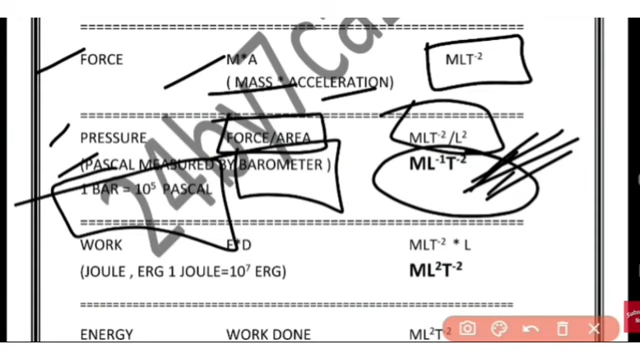 FORCE M*A MLT-2
( MASS * ACCELERATION)
PRESSURE FORCE/AREA MLT-2 /L2
(PASCAL MEASURED BY BAROMETER ) ML-1T-2
1 BAR = 105 PASCAL
WORK F*D MLT-2 * L
(JOULE , ERG 1 JOULE=107 ERG) ML2T-2
ENERGY WORK DONE ML2T-2